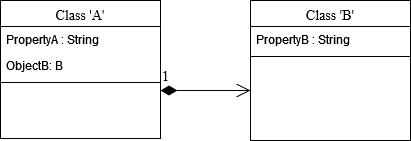 Class 'A'
PropertyA : String
ObjectB: B
1
Class 'B'
PropertyB : String